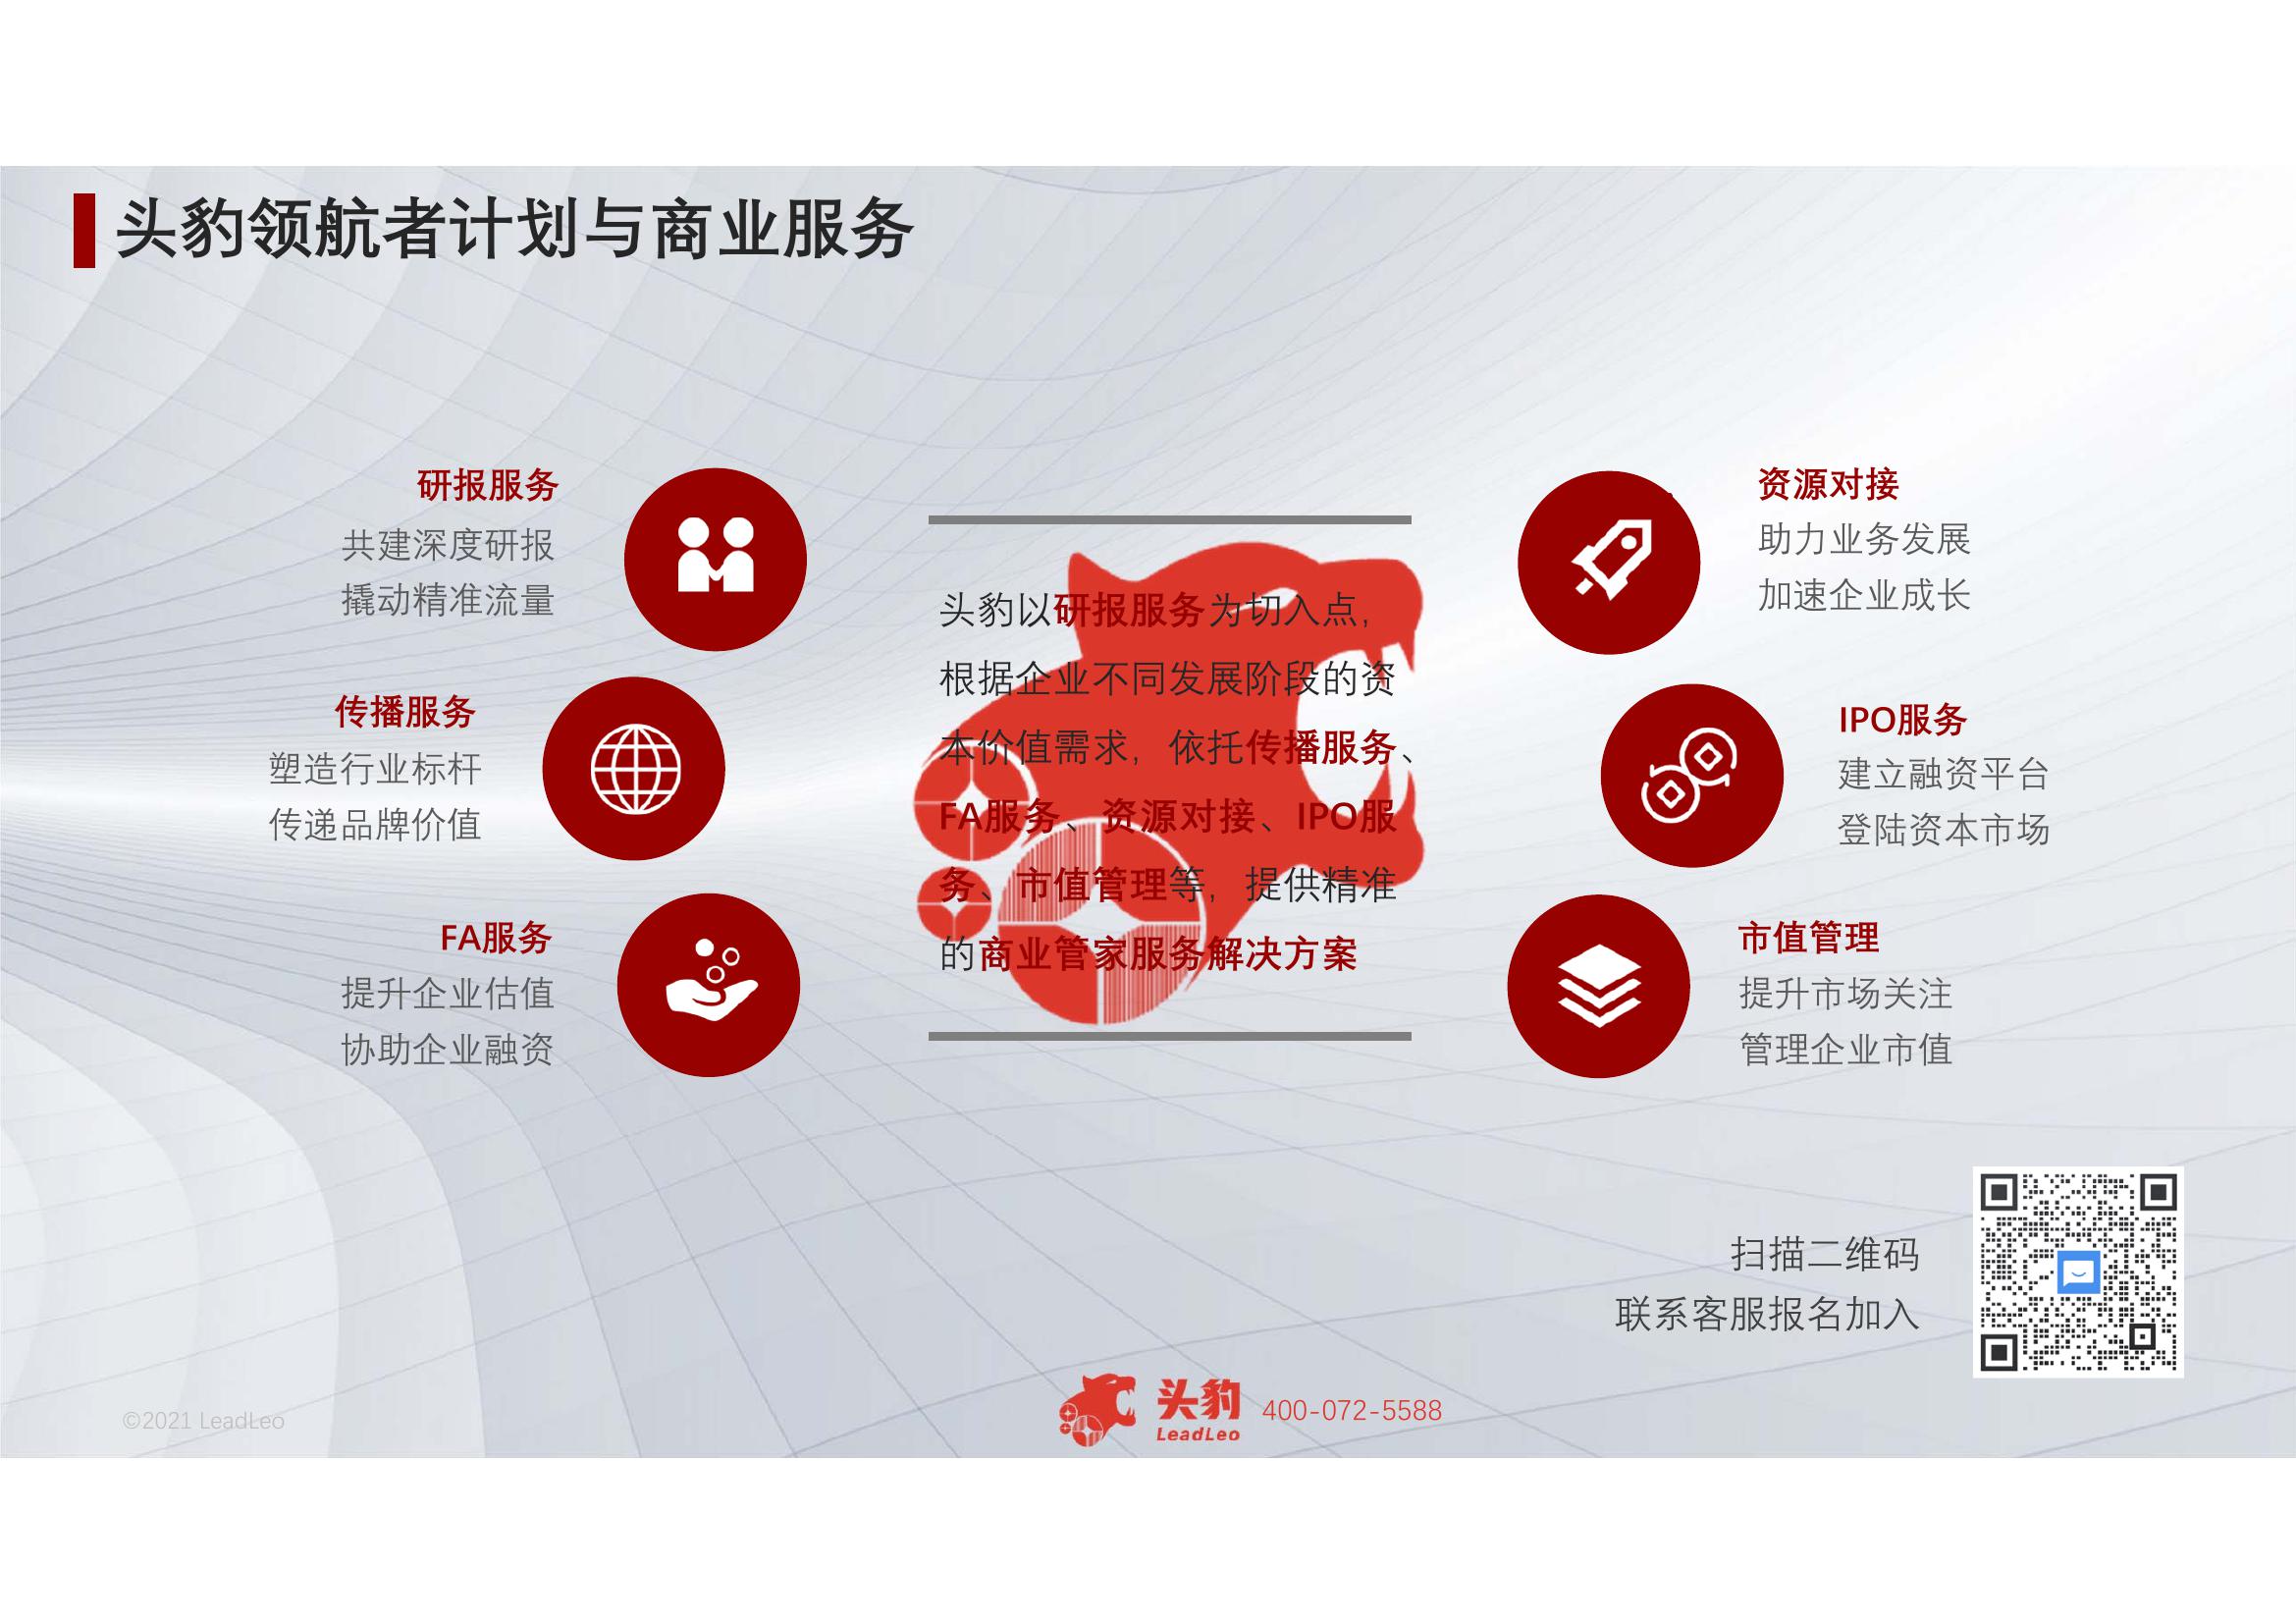 头豹领航者计划与商业服务
研报服务
共建深度研报
撬动精准流量
传播服务
塑造行业标杆
传递品牌价值
FA服务
提升企业估值
协助企业融资
头豹以研报服务为切入点,
根据企业不同发展阶段的资
本价值需求, 依托传播服务、
FA服务、资源对接、IPO服
务、市值管理等, 提供精准
的商业管家服务解决方案
资源对接
助力业务发展
加速企业成长
IPO服务
建立融资平台
登陆资本市场
市值管理
提升市场关注
管理企业市值
扫描二维码
联系客服报名加入
©2021 LeadLeo
头豹
LeadLeo
400-072-5588